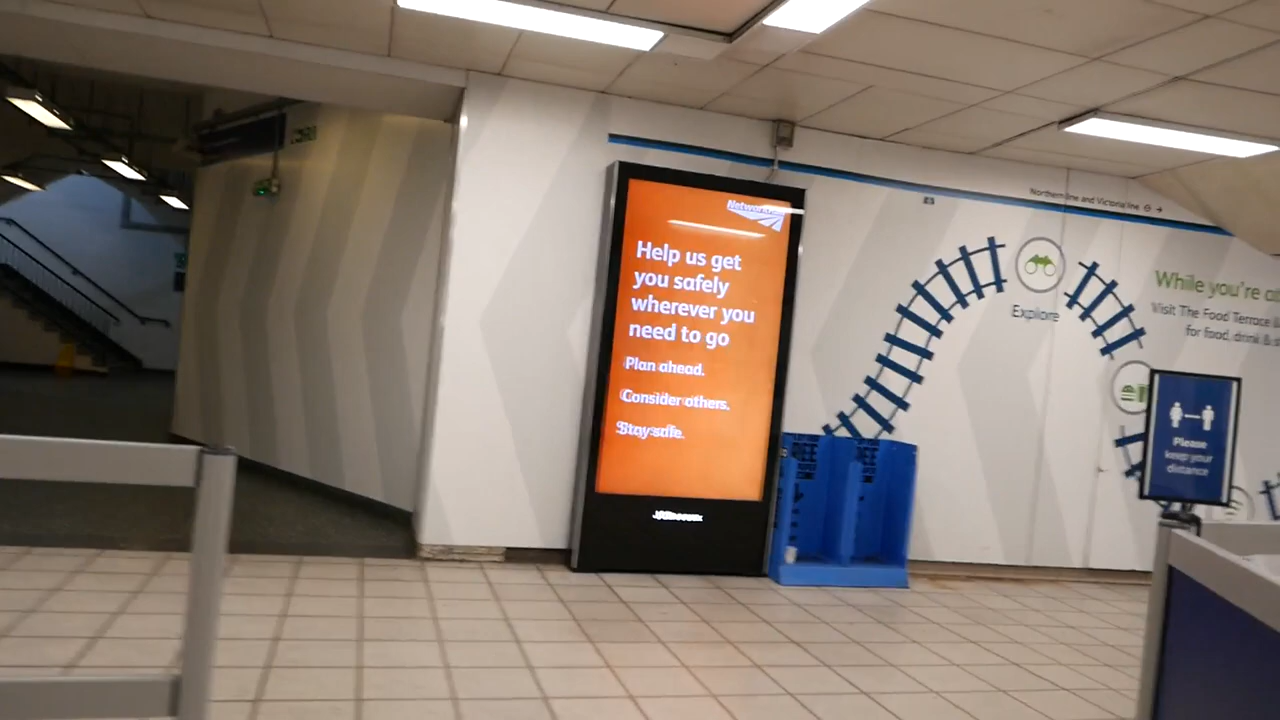 NetworkRail
Help us get
you safely
wherever you
need to go
Plan ahead.
Consider others.
Stay safe.
JCDecaux
Northern line and Victoria line
Explore
While you're
Visit The Food Terrace
for food, drink &
Please
keep your
distance